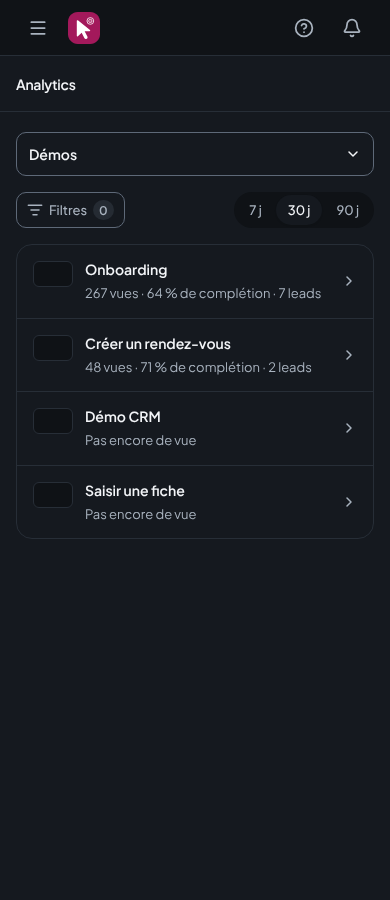 Analytics
Démos
Filtres 0
7 j 30 j 90 j
Onboarding
267 vues · 64 % de complétion · 7 leads
Créer un rendez-vous
48 vues · 71 % de complétion · 2 leads
Démo CRM
Pas encore de vue
Saisir une fiche
Pas encore de vue